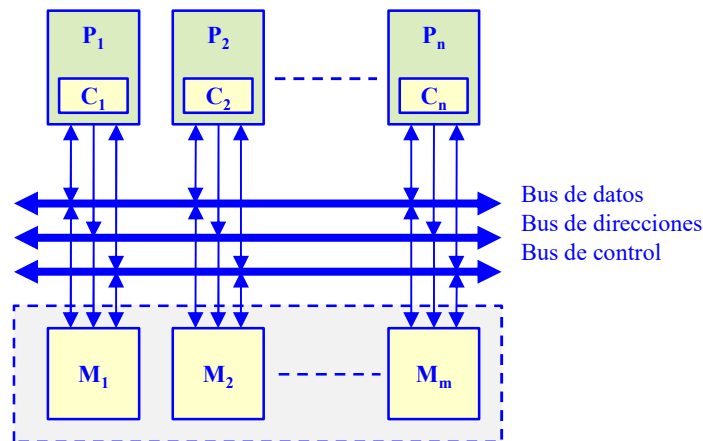 P₁ P₂ Pₙ
C₁ C₂ Cₙ
Bus de datos
Bus de direcciones
Bus de control
M₁ M₂ Mₘ